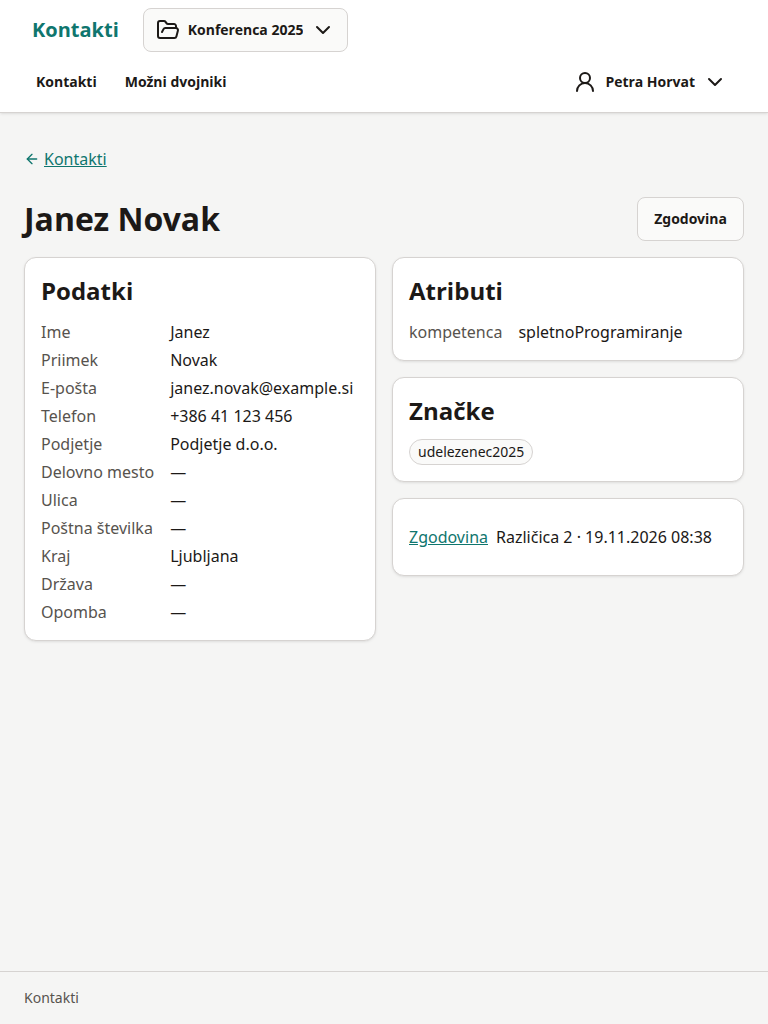 Kontakti
Konferenca 2025
Kontakti
Možni dvojniki
Petra Horvat
Kontakti
Janez Novak
Zgodovina
Podatki
Ime Janez
Priimek Novak
E-pošta janez.novak@example.si
Telefon +386 41 123 456
Podjetje Podjetje d.o.o.
Delovno mesto —
Ulica —
Poštna številka —
Kraj Ljubljana
Država —
Opomba —
Atributi
kompetenca spletnoProgramiranje
Značke
udelezenec2025
Zgodovina Različica 2 · 19.11.2026 08:38
Kontakti